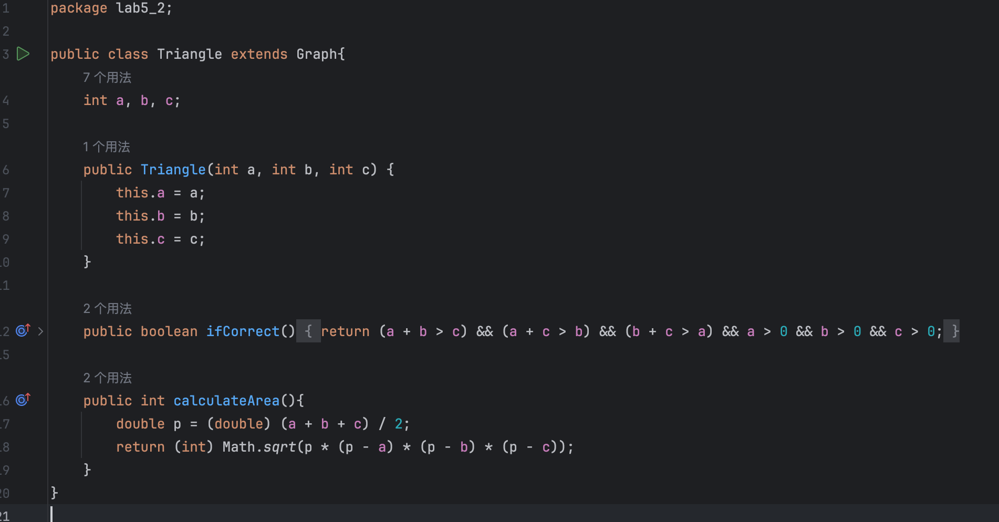 1 package lab5_2;
2
3 public class Triangle extends Graph{
7 个用法
4 int a, b, c;
5
1 个用法
6 public Triangle(int a, int b, int c) {
7 this.a = a;
8 this.b = b;
9 this.c = c;
10 }
11
2 个用法
12 public boolean ifCorrect() { return (a + b > c) && (a + c > b) && (b + c > a) && a > 0 && b > 0 && c > 0; }
15
2 个用法
16 public int calculateArea(){
17 double p = (double) (a + b + c) / 2;
18 return (int) Math.sqrt(p * (p - a) * (p - b) * (p - c));
19 }
20 }
21